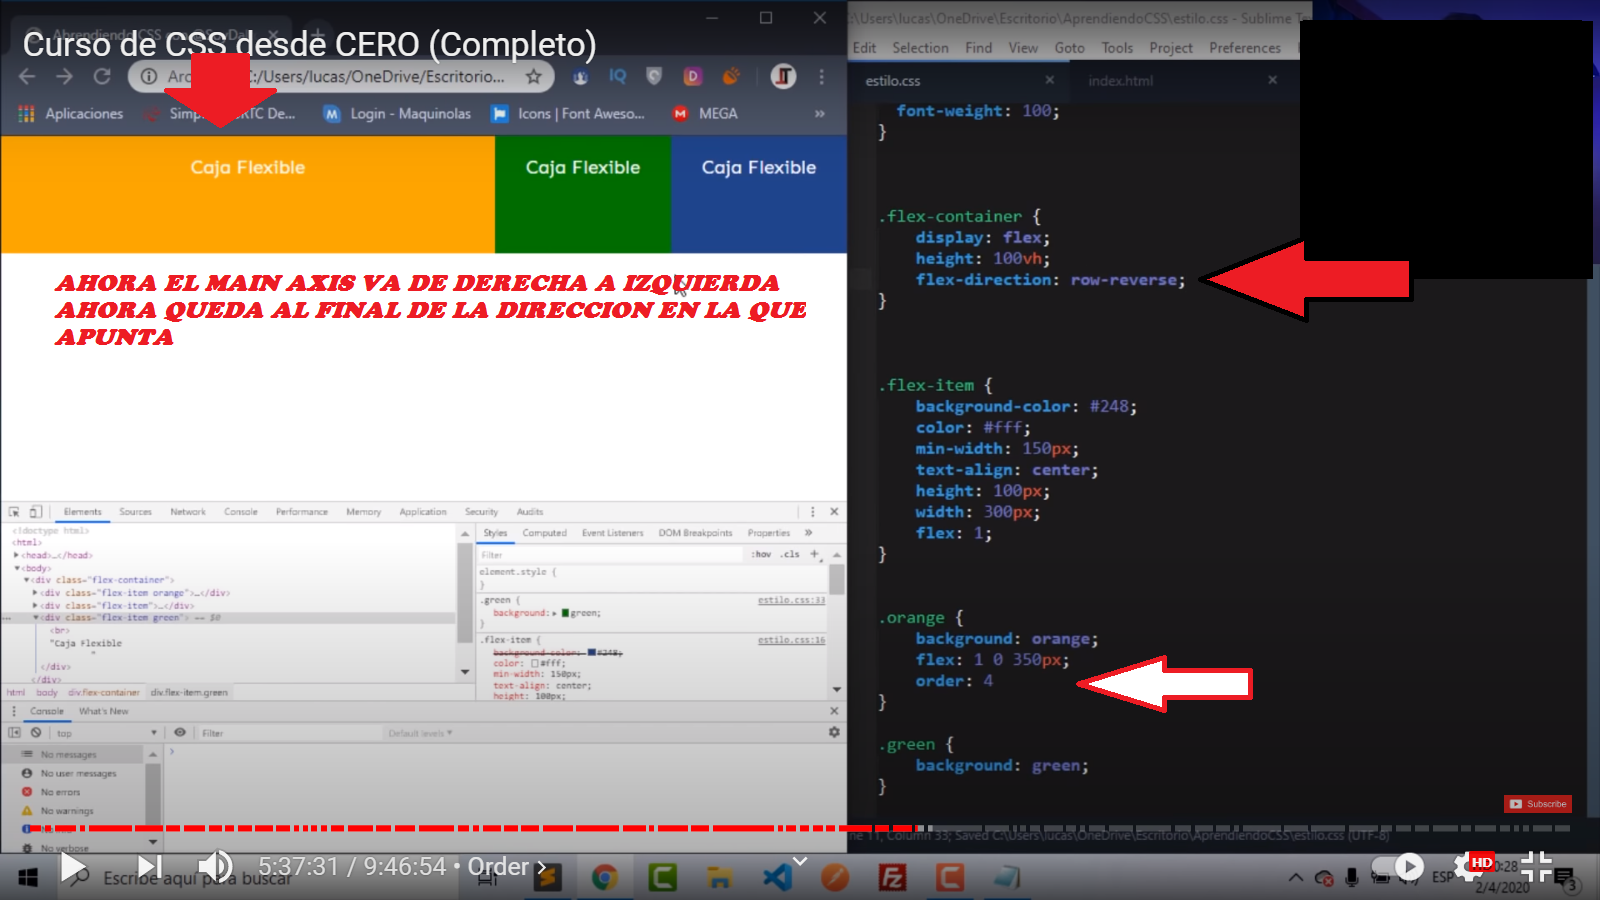 Curso de CSS desde CERO (Completo)
C:/Users/lucas/OneDrive/Escritorio...
IQ
D
Aplicaciones
Login - Maquinolas
Icons | Font Aweso...
MEGA
»
Caja Flexible
Caja Flexible
Caja Flexible
AHORA EL MAIN AXIS VA DE DERECHA A IZQUIERDA
AHORA QUEDA AL FINAL DE LA DIRECCION EN LA QUE
APUNTA
Elements Sources Network Console Performance Memory Application Security Audits
<!doctype html>
<html>
<head>…</head>
<body>
<div class="flex-container">
<div class="flex-item orange">…</div>
<div class="flex-item">…</div>
<div class="flex-item green"> == $0
<br>
"Caja Flexible
"
</div>
</div>
html body div.flex-container div.flex-item.green
Styles Computed Event Listeners DOM Breakpoints Properties »
Filter :hov .cls +
element.style {
}
.green { estilo.css:33
background: green;
}
.flex-item { estilo.css:16
background-color: #248;
color: #fff;
min-width: 150px;
text-align: center;
height: 100px;
Console What's New
top Filter Default levels ▼
No messages
No user messages
No errors
No warnings
No verbose
:\Users\lucas\OneDrive\Escritorio\AprendiendoCSS\estilo.css - Sublime Te
Edit Selection Find View Goto Tools Project Preferences
estilo.css × index.html ×
font-weight: 100;
}
.flex-container {
display: flex;
height: 100vh;
flex-direction: row-reverse;
}
.flex-item {
background-color: #248;
color: #fff;
min-width: 150px;
text-align: center;
height: 100px;
width: 300px;
flex: 1;
}
.orange {
background: orange;
flex: 1 0 350px;
order: 4
}
.green {
background: green;
}
Subscribe
ne 11, Column 33; Saved C:\Users\lucas\OneDrive\Escritorio\AprendiendoCSS\estilo.css (UTF-8)
5:37:31 / 9:46:54 • Order ›
Escribe aquí para buscar
Fz
ESP
HD
0:28
2/4/2020
3